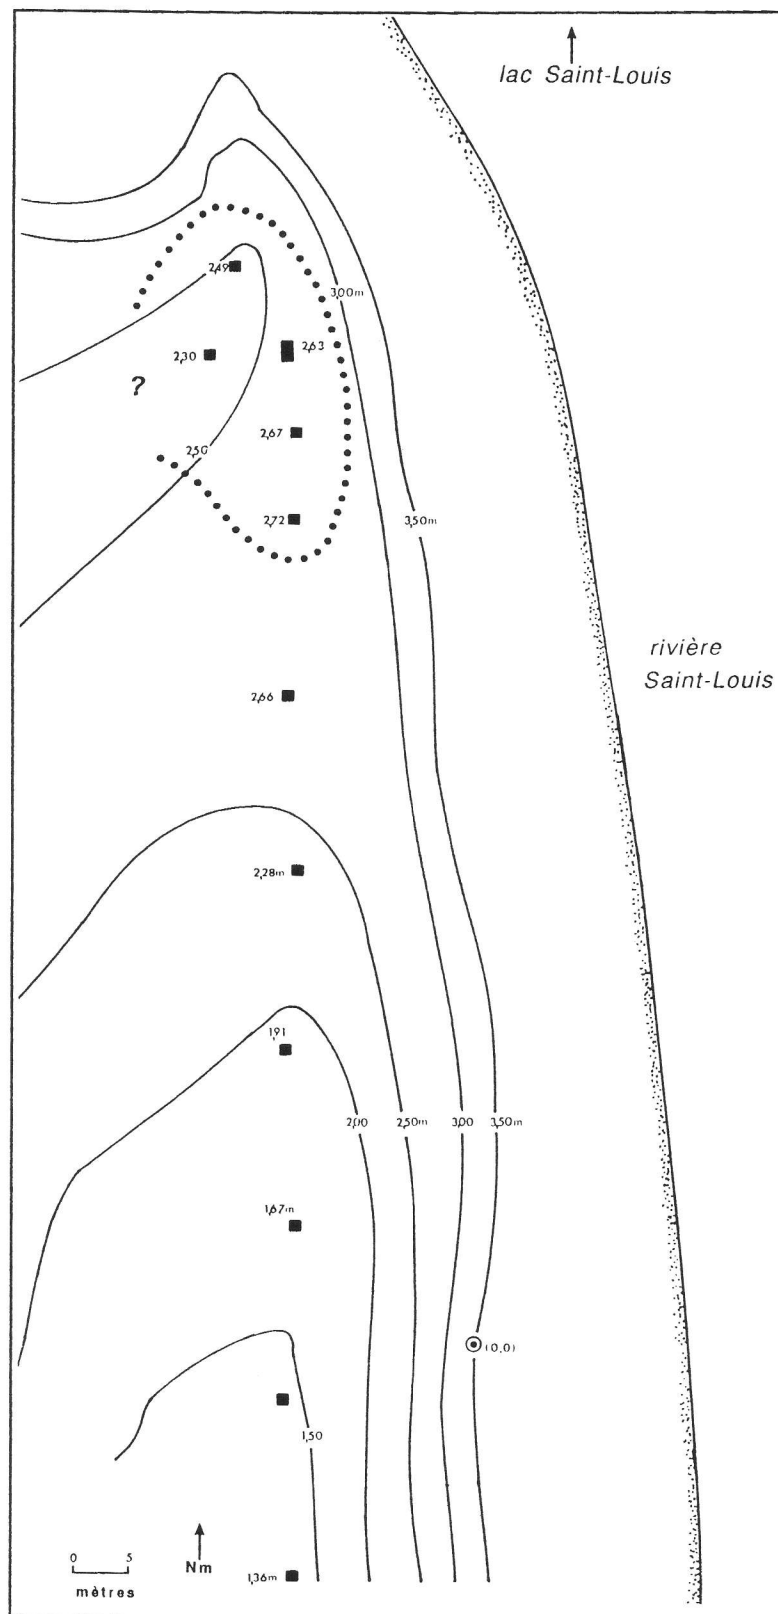 lac Saint-Louis
2,49
3,00m
2,63
2,30
?
2,67
2,50
2,72
3,50m
rivière
Saint-Louis
2,66
2,28m
1,91
2,00
2,50m
3,00
3,50m
1,67m
(0,0)
1,50
0 5
mètres
Nm
1,36m